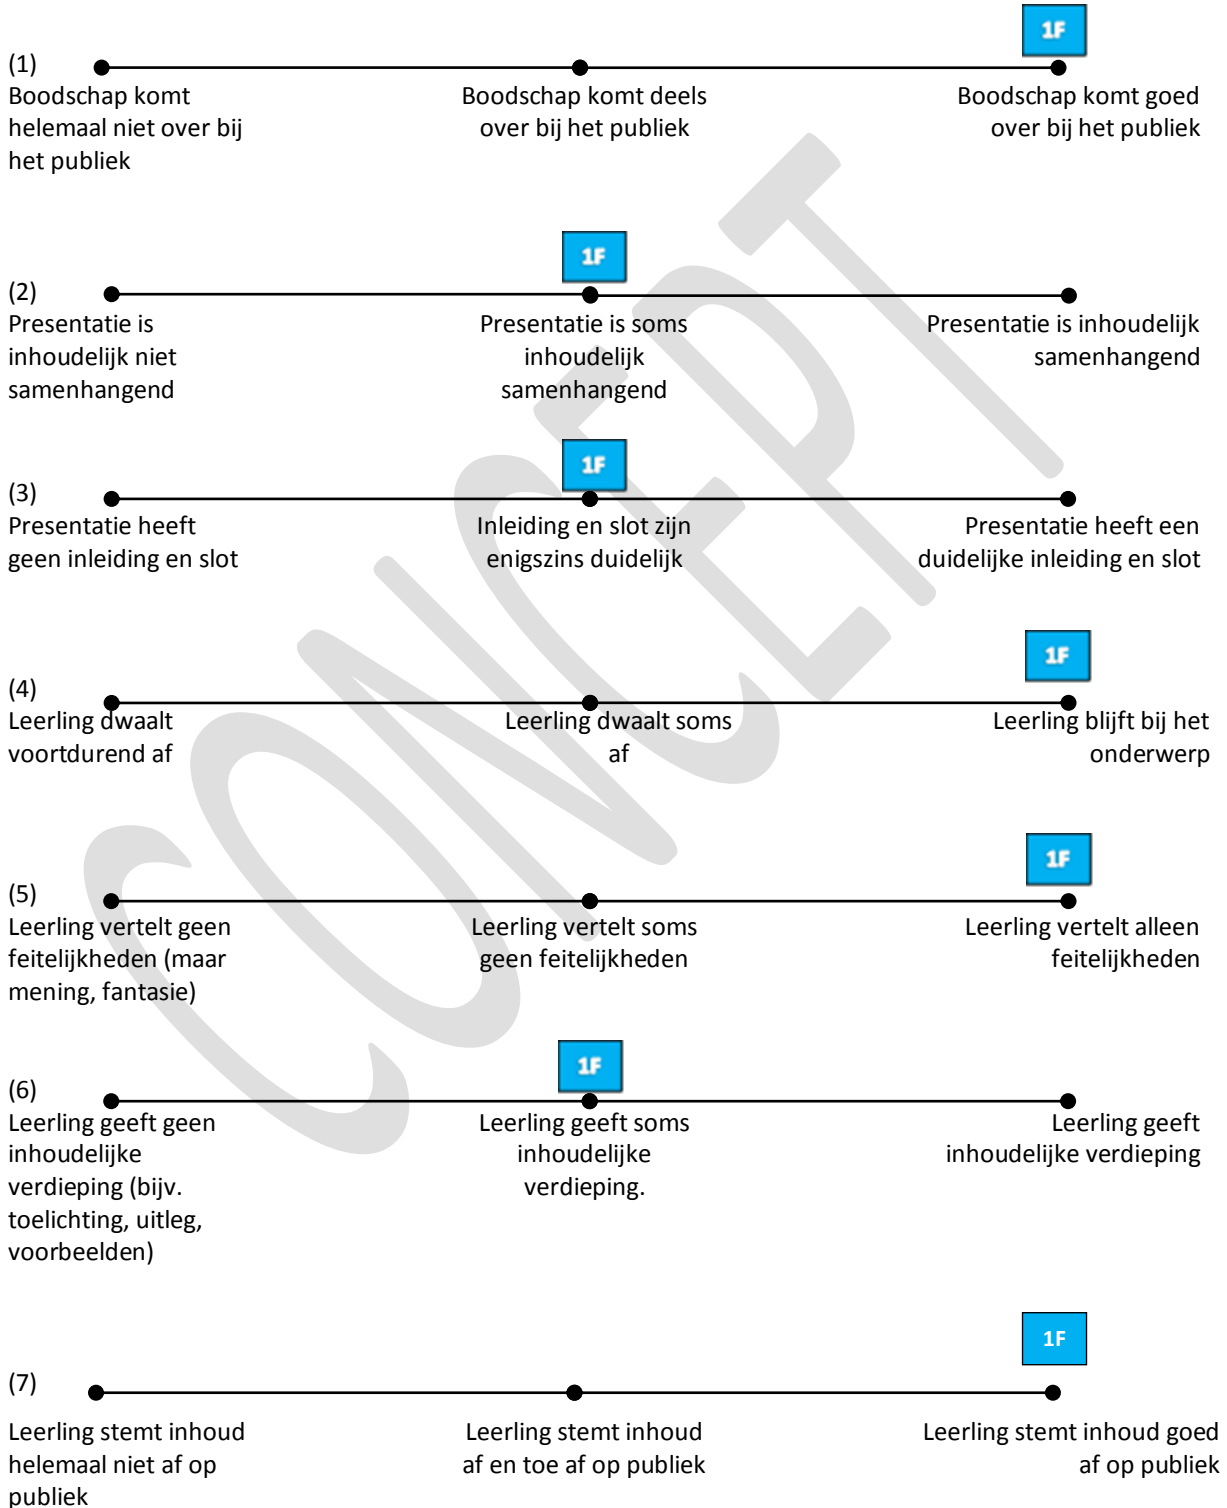 1F
(1)
Boodschap komt helemaal niet over bij het publiek
Boodschap komt deels over bij het publiek
Boodschap komt goed over bij het publiek
1F
(2)
Presentatie is inhoudelijk niet samenhangend
Presentatie is soms inhoudelijk samenhangend
Presentatie is inhoudelijk samenhangend
1F
(3)
Presentatie heeft geen inleiding en slot
Inleiding en slot zijn enigszins duidelijk
Presentatie heeft een duidelijke inleiding en slot
1F
(4)
Leerling dwaalt voortdurend af
Leerling dwaalt soms af
Leerling blijft bij het onderwerp
1F
(5)
Leerling vertelt geen feitelijkheden (maar mening, fantasie)
Leerling vertelt soms geen feitelijkheden
Leerling vertelt alleen feitelijkheden
1F
(6)
Leerling geeft geen inhoudelijke verdieping (bijv. toelichting, uitleg, voorbeelden)
Leerling geeft soms inhoudelijke verdieping.
Leerling geeft inhoudelijke verdieping
1F
(7)
Leerling stemt inhoud helemaal niet af op publiek
Leerling stemt inhoud af en toe af op publiek
Leerling stemt inhoud goed af op publiek
CONCEPT